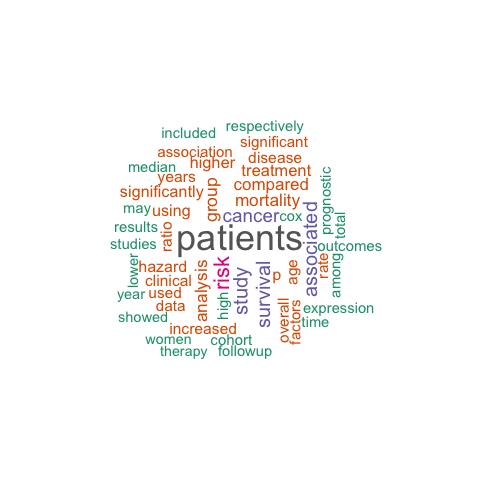 respectively
included
significant
association
higher
disease
median
years
treatment
significantly
group
compared
prognostic
mortality
may
using
cancer
cox
associated
total
results
ratio
patients
studies
outcomes
lower
hazard
analysis
risk
study
survival
p
age
rate
among
clinical
year
used
high
data
overall
factors
expression
showed
increased
time
women
cohort
therapy
followup